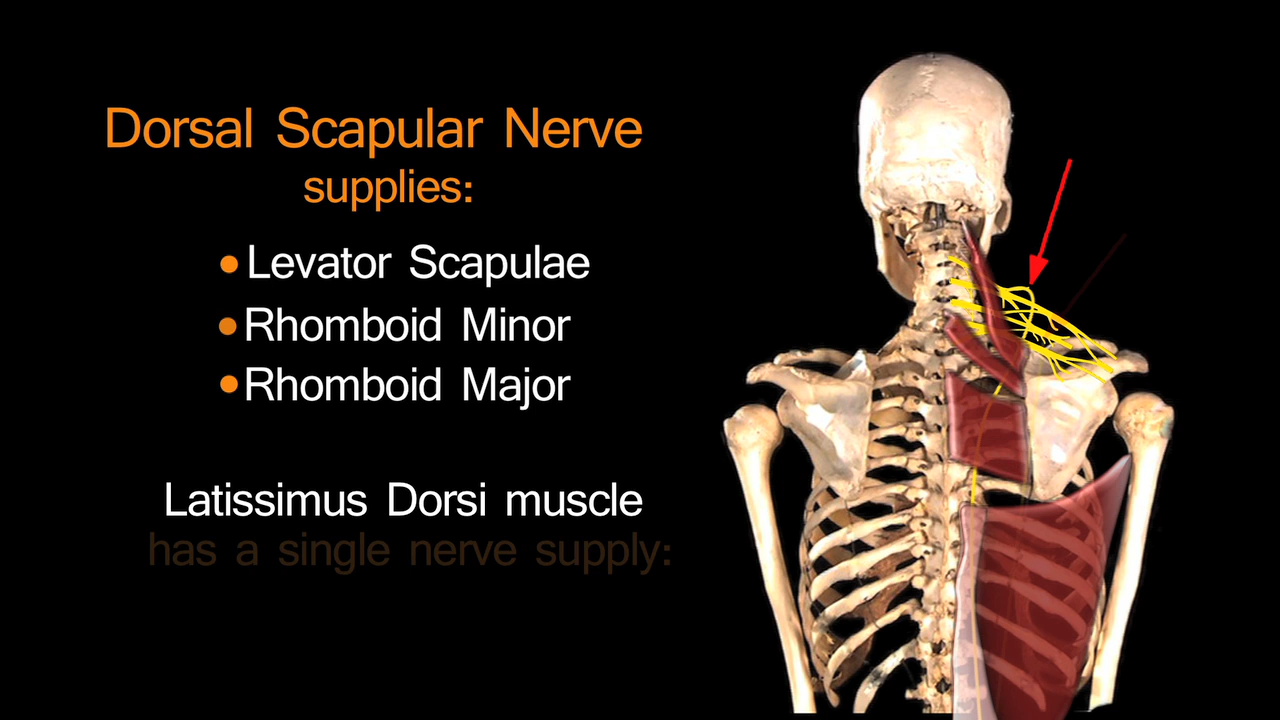 Dorsal Scapular Nerve
supplies:
Levator Scapulae
Rhomboid Minor
Rhomboid Major
Latissimus Dorsi muscle
has a single nerve supply: